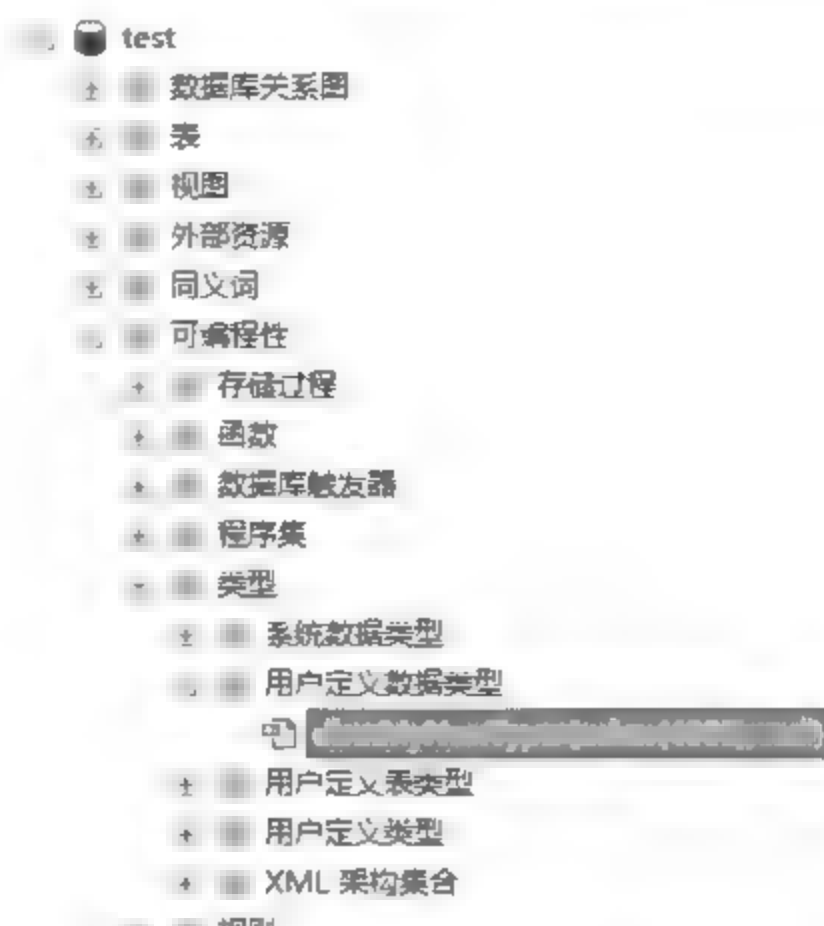 test
数据库关系图
表
视图
外部资源
同义词
可编程性
存储过程
函数
数据库触发器
程序集
类型
系统数据类型
用户定义数据类型
用户定义表类型
用户定义类型
XML 架构集合
规则